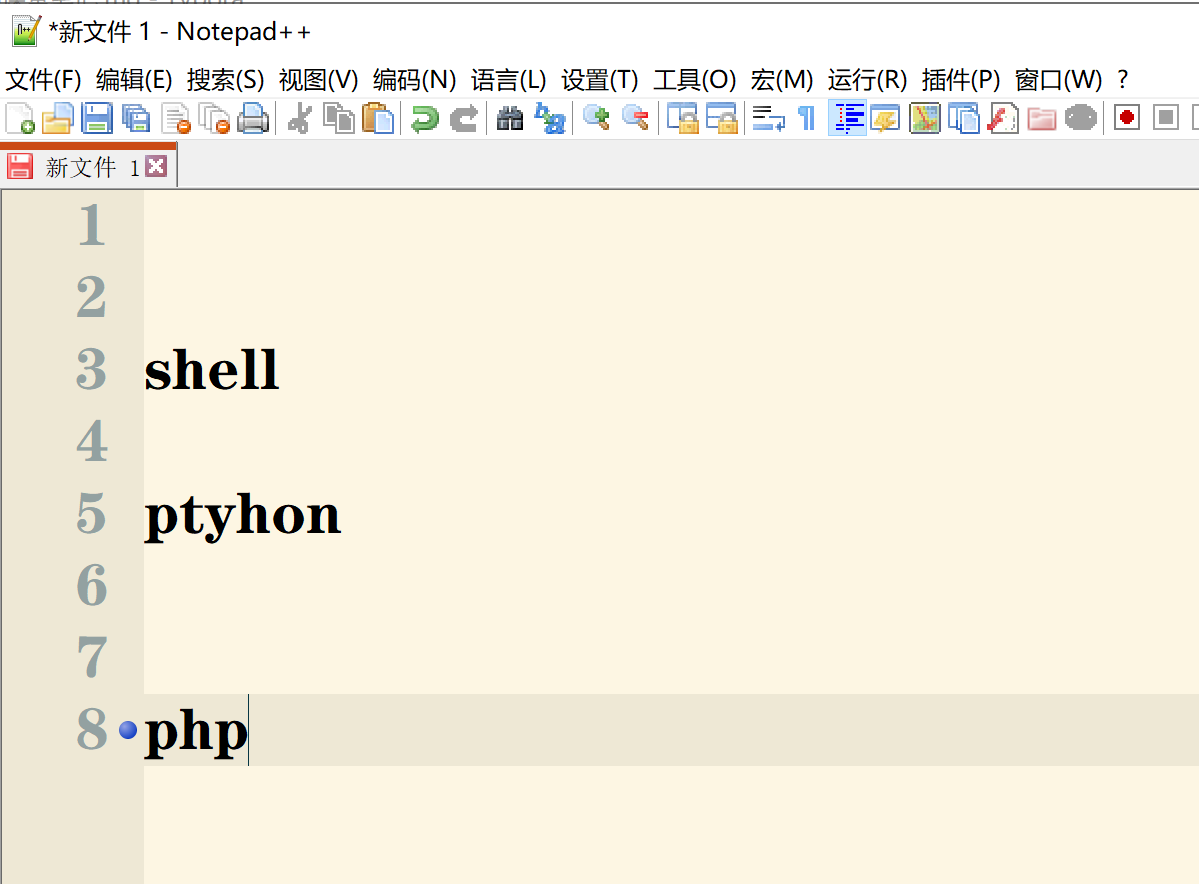 *新文件 1 - Notepad++
文件(F) 编辑(E) 搜索(S) 视图(V) 编码(N) 语言(L) 设置(T) 工具(O) 宏(M) 运行(R) 插件(P) 窗口(W) ?
新文件 1
1
2
3 shell
4
5 ptyhon
6
7
8 php